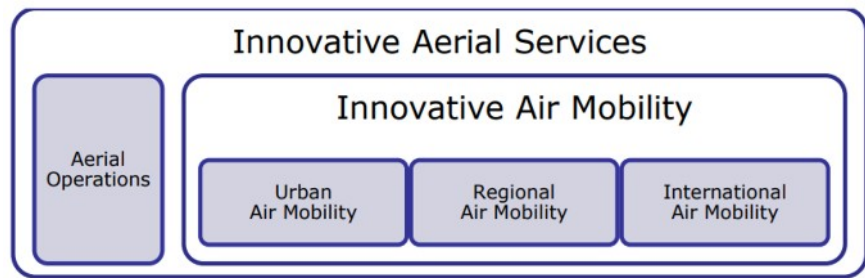 Innovative Aerial Services
Aerial
Operations
Innovative Air Mobility
Urban
Air Mobility
Regional
Air Mobility
International
Air Mobility